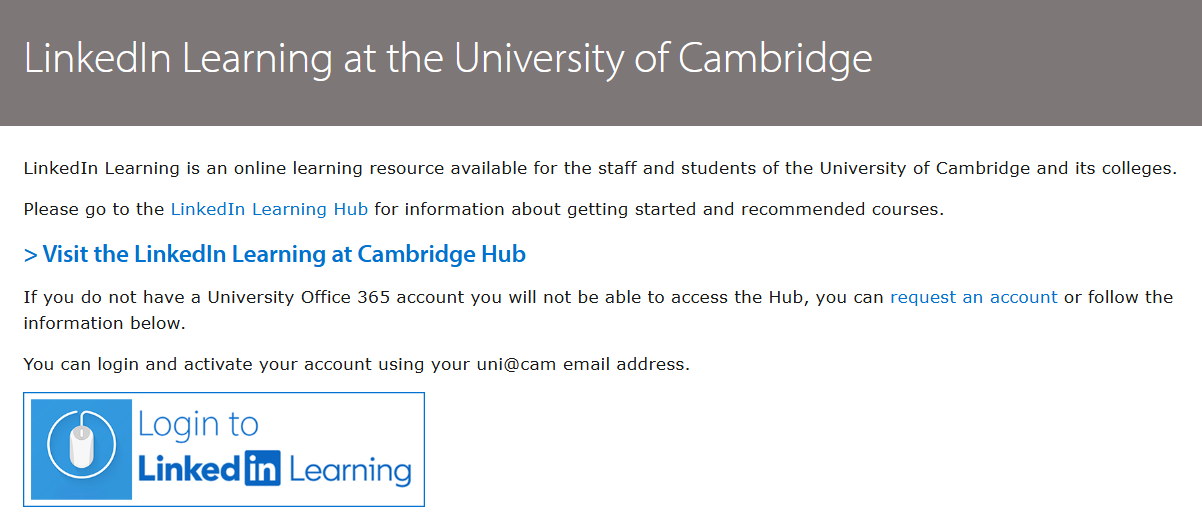 LinkedIn Learning at the University of Cambridge
LinkedIn Learning is an online learning resource available for the staff and students of the University of Cambridge and its colleges.
Please go to the LinkedIn Learning Hub for information about getting started and recommended courses.
> Visit the LinkedIn Learning at Cambridge Hub
If you do not have a University Office 365 account you will not be able to access the Hub, you can request an account or follow the
information below.
You can login and activate your account using your uni@cam email address.
Login to
Linked in Learning